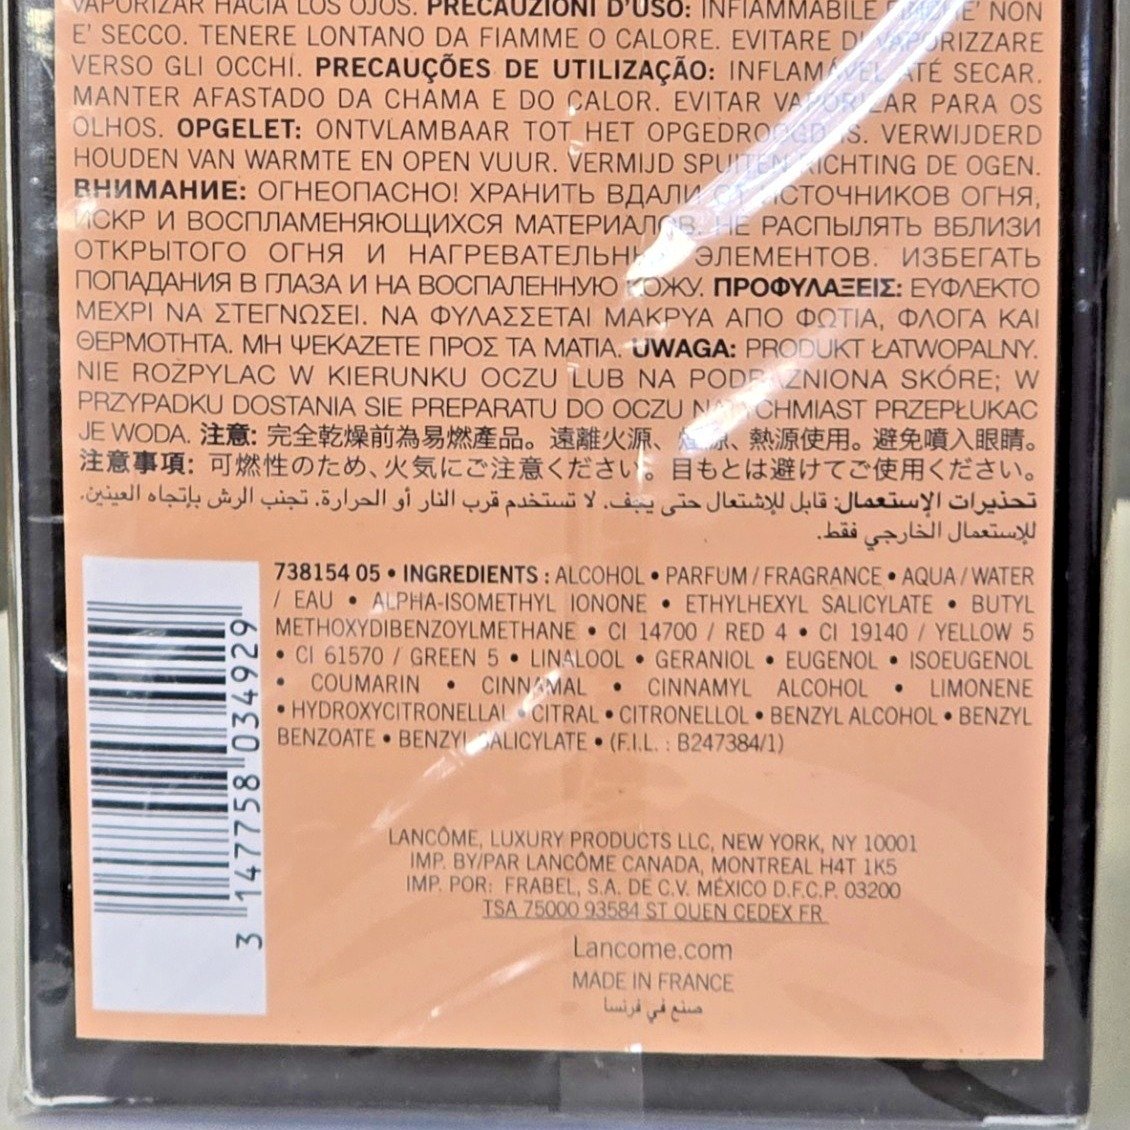 VAPORIZAR HACIA LOS OJOS. PRECAUZIONI D'USO: INFIAMMABILE FINCHE' NON
E' SECCO. TENERE LONTANO DA FIAMME O CALORE. EVITARE DI VAPORIZZARE
VERSO GLI OCCHI. PRECAUÇÕES DE UTILIZAÇÃO: INFLAMÁVEL ATÉ SECAR.
MANTER AFASTADO DA CHAMA E DO CALOR. EVITAR VAPORIZAR PARA OS
OLHOS. OPGELET: ONTVLAMBAAR TOT HET OPGEDROOGD IS. VERWIJDERD
HOUDEN VAN WARMTE EN OPEN VUUR. VERMIJD SPUITEN RICHTING DE OGEN.
ВНИМАНИЕ: ОГНЕОПАСНО! ХРАНИТЬ ВДАЛИ ОТ ИСТОЧНИКОВ ОГНЯ,
ИСКР И ВОСПЛАМЕНЯЮЩИХСЯ МАТЕРИАЛОВ. НЕ РАСПЫЛЯТЬ ВБЛИЗИ
ОТКРЫТОГО ОГНЯ И НАГРЕВАТЕЛЬНЫХ ЭЛЕМЕНТОВ. ИЗБЕГАТЬ
ПОПАДАНИЯ В ГЛАЗА И НА ВОСПАЛЕННУЮ КОЖУ. ΠΡΟΦΥΛΑΞΕΙΣ: ΕΥΦΛΕΚΤΟ
ΜΕΧΡΙ ΝΑ ΣΤΕΓΝΩΣΕΙ. ΝΑ ΦΥΛΑΣΣΕΤΑΙ ΜΑΚΡΥΑ ΑΠΟ ΦΩΤΙΑ, ΦΛΟΓΑ ΚΑΙ
ΘΕΡΜΟΤΗΤΑ. ΜΗ ΨΕΚΑΖΕΤΕ ΠΡΟΣ ΤΑ ΜΑΤΙΑ. UWAGA: PRODUKT ŁATWOPALNY.
NIE ROZPYLAC W KIERUNKU OCZU LUB NA PODRAZNIONA SKÓRE; W
PRZYPADKU DOSTANIA SIE PREPARATU DO OCZU NATYCHMIAST PRZEPŁUKAC
JE WODA. 注意: 完全乾燥前為易燃產品。遠離火源、燈源、熱源使用。避免噴入眼睛。
注意事項: 可燃性のため、火気にご注意ください。目もとは避けてご使用ください。
تحذيرات الإستعمال: قابل للإشتعال حتى يجف. لا تستخدم قرب النار أو الحرارة. تجنب الرش بإتجاه العينين.
للإستعمال الخارجي فقط.
738154 05 • INGREDIENTS : ALCOHOL • PARFUM / FRAGRANCE • AQUA / WATER
/ EAU • ALPHA-ISOMETHYL IONONE • ETHYLHEXYL SALICYLATE • BUTYL
METHOXYDIBENZOYLMETHANE • CI 14700 / RED 4 • CI 19140 / YELLOW 5
• CI 61570 / GREEN 5 • LINALOOL • GERANIOL • EUGENOL • ISOEUGENOL
• COUMARIN • CINNAMAL • CINNAMYL ALCOHOL • LIMONENE
• HYDROXYCITRONELLAL • CITRAL • CITRONELLOL • BENZYL ALCOHOL • BENZYL
BENZOATE • BENZYL SALICYLATE • (F.I.L. : B247384/1)
3 147758 034929
LANCÔME, LUXURY PRODUCTS LLC, NEW YORK, NY 10001
IMP. BY/PAR LANCÔME CANADA, MONTREAL H4T 1K5
IMP. POR: FRABEL, S.A. DE C.V. MÉXICO D.F.C.P. 03200
TSA 75000 93584 ST OUEN CEDEX FR
Lancome.com
MADE IN FRANCE
صنع في فرنسا